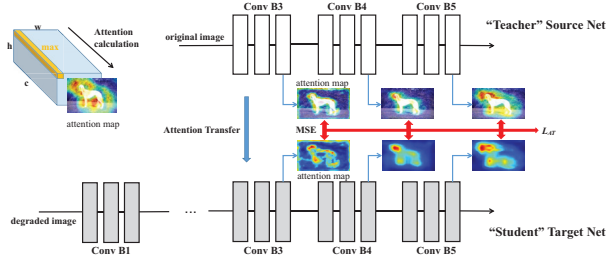 w
Attention
calculation
h
max
c
attention map
Conv B3
Conv B4
Conv B5
original image
"Teacher" Source Net
attention map
Attention Transfer
MSE
L_AT
attention map
degraded image
...
Conv B1
Conv B3
Conv B4
Conv B5
"Student" Target Net